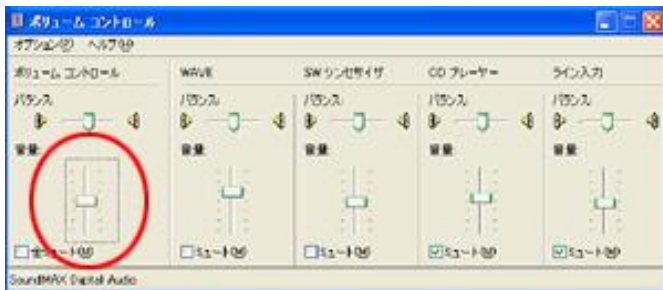 ボリューム コントロール
オプション(P) ヘルプ(H)
ボリューム コントロール
WAVE
SW シンセサイザ
CD プレーヤー
ライン入力
バランス
バランス
バランス
バランス
バランス
音量
音量
音量
音量
音量
全ミュート(M)
ミュート(M)
ミュート(M)
ミュート(M)
ミュート(M)
SoundMAX Digital Audio